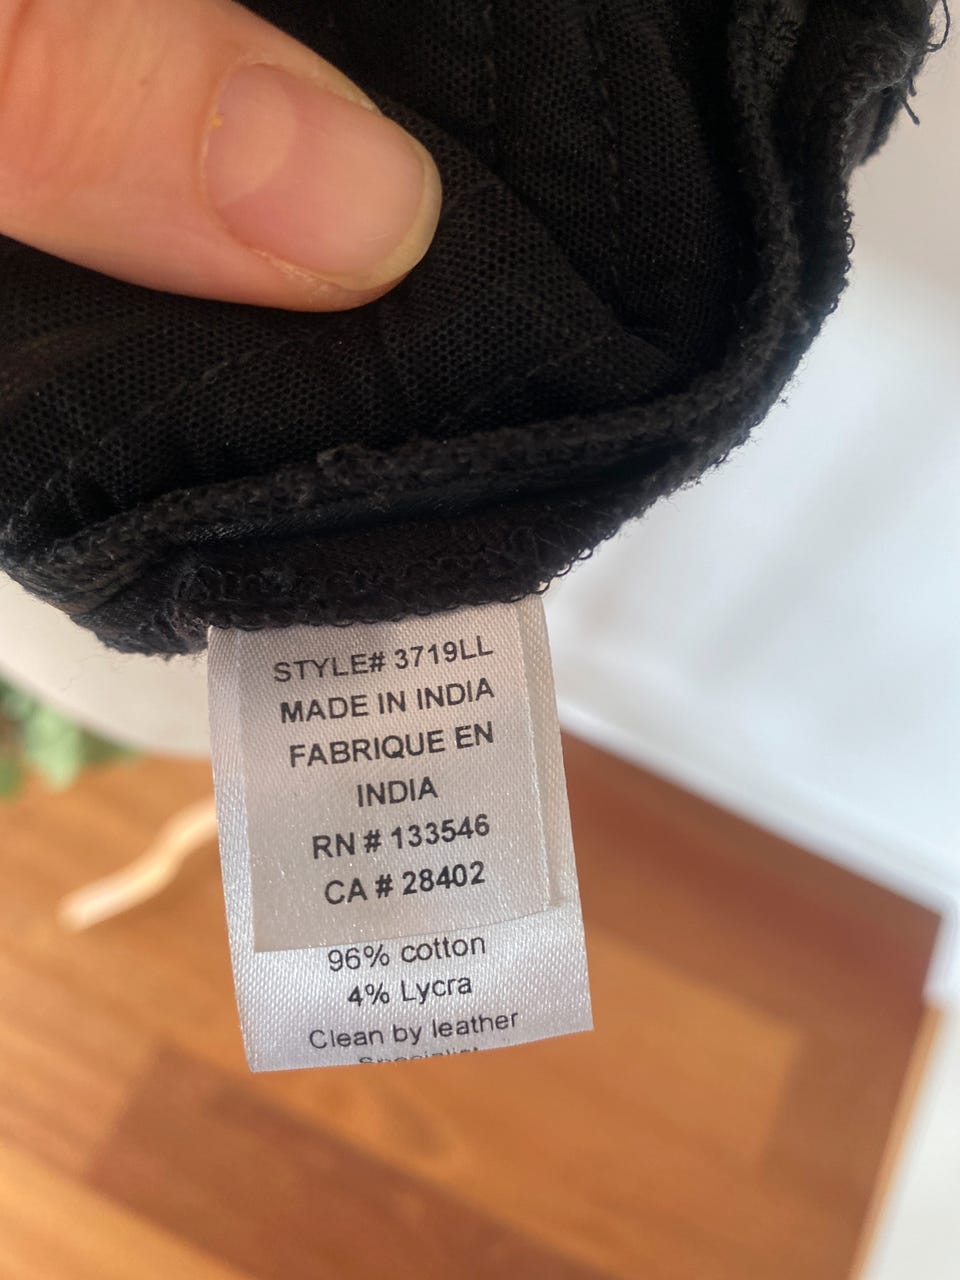 STYLE# 3719LL
MADE IN INDIA
FABRIQUE EN
INDIA
RN # 133546
CA # 28402
96% cotton
4% Lycra
Clean by leather